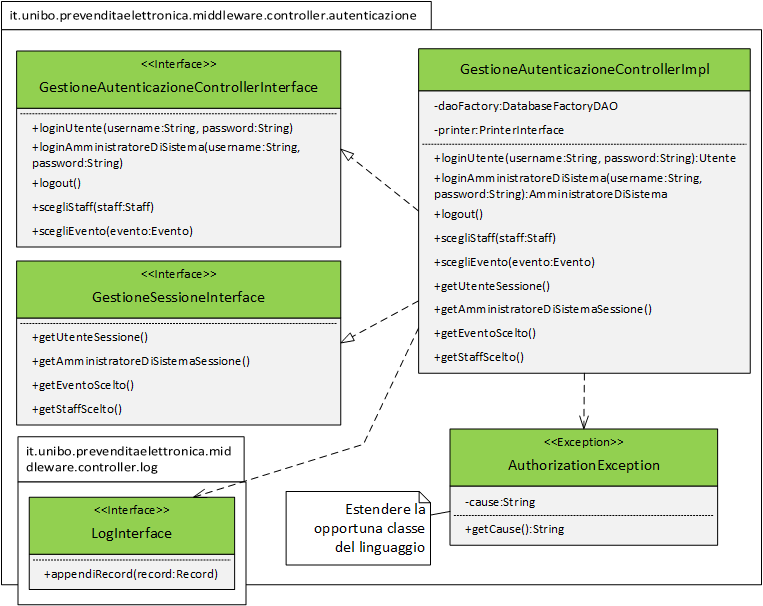 it.unibo.prevenditaelettronica.middleware.controller.autenticazione
<<Interface>>
GestioneAutenticazioneControllerInterface
+loginUtente(username:String, password:String)
+loginAmministratoreDiSistema(username:String,
password:String)
+logout()
+scegliStaff(staff:Staff)
+scegliEvento(evento:Evento)
GestioneAutenticazioneControllerImpl
-daoFactory:DatabaseFactoryDAO
-printer:PrinterInterface
+loginUtente(username:String, password:String):Utente
+loginAmministratoreDiSistema(username:String,
password:String):AmministratoreDiSistema
+logout()
+scegliStaff(staff:Staff)
+scegliEvento(evento:Evento)
+getUtenteSessione()
+getAmministratoreDiSistemaSessione()
+getEventoScelto()
+getStaffScelto()
<<Interface>>
GestioneSessioneInterface
+getUtenteSessione()
+getAmministratoreDiSistemaSessione()
+getEventoScelto()
+getStaffScelto()
it.unibo.prevenditaelettronica.mid
dleware.controller.log
<<Interface>>
LogInterface
+appendiRecord(record:Record)
Estendere la
opportuna classe
del linguaggio
<<Exception>>
AuthorizationException
-cause:String
+getCause():String